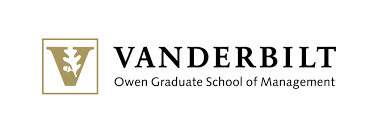 V
VANDERBILT
Owen Graduate School of Management